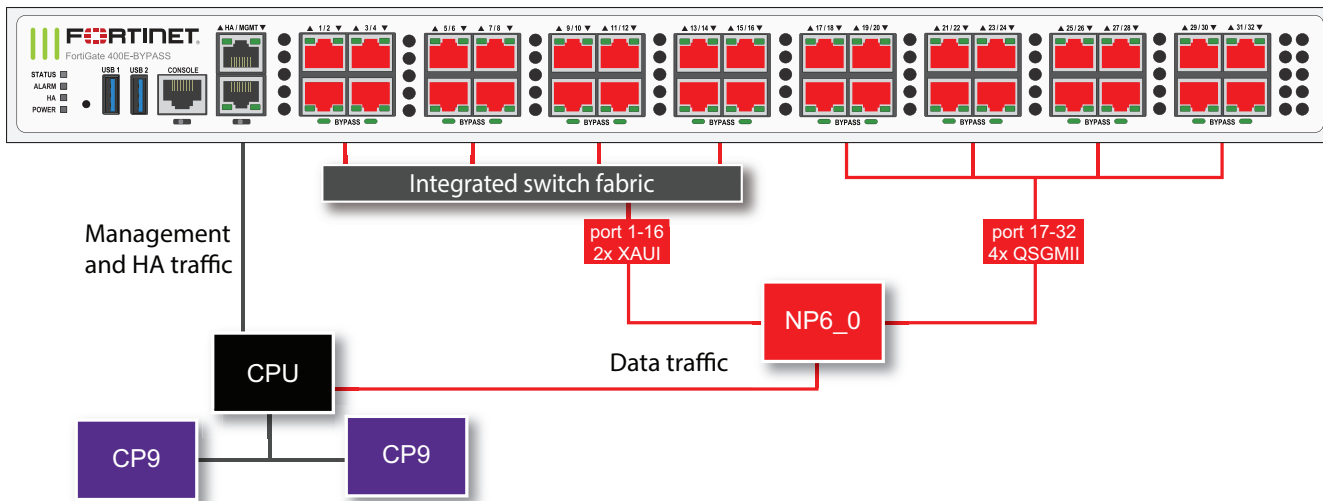 FORTINET
FortiGate 400E-BYPASS
STATUS
ALARM
HA
POWER
USB 1
USB 2
CONSOLE
▲ HA / MGMT ▼
▲ 1/2 ▼ ▲ 3/4 ▼
▲ 5/6 ▼ ▲ 7/8 ▼
▲ 9/10 ▼ ▲ 11/12 ▼
▲ 13/14 ▼ ▲ 15/16 ▼
▲ 17/18 ▼ ▲ 19/20 ▼
▲ 21/22 ▼ ▲ 23/24 ▼
▲ 25/26 ▼ ▲ 27/28 ▼
▲ 29/30 ▼ ▲ 31/32 ▼
BYPASS
BYPASS
BYPASS
BYPASS
BYPASS
BYPASS
BYPASS
BYPASS
Integrated switch fabric
Management
and HA traffic
port 1-16
2x XAUI
port 17-32
4x QSGMII
NP6_0
Data traffic
CPU
CP9
CP9